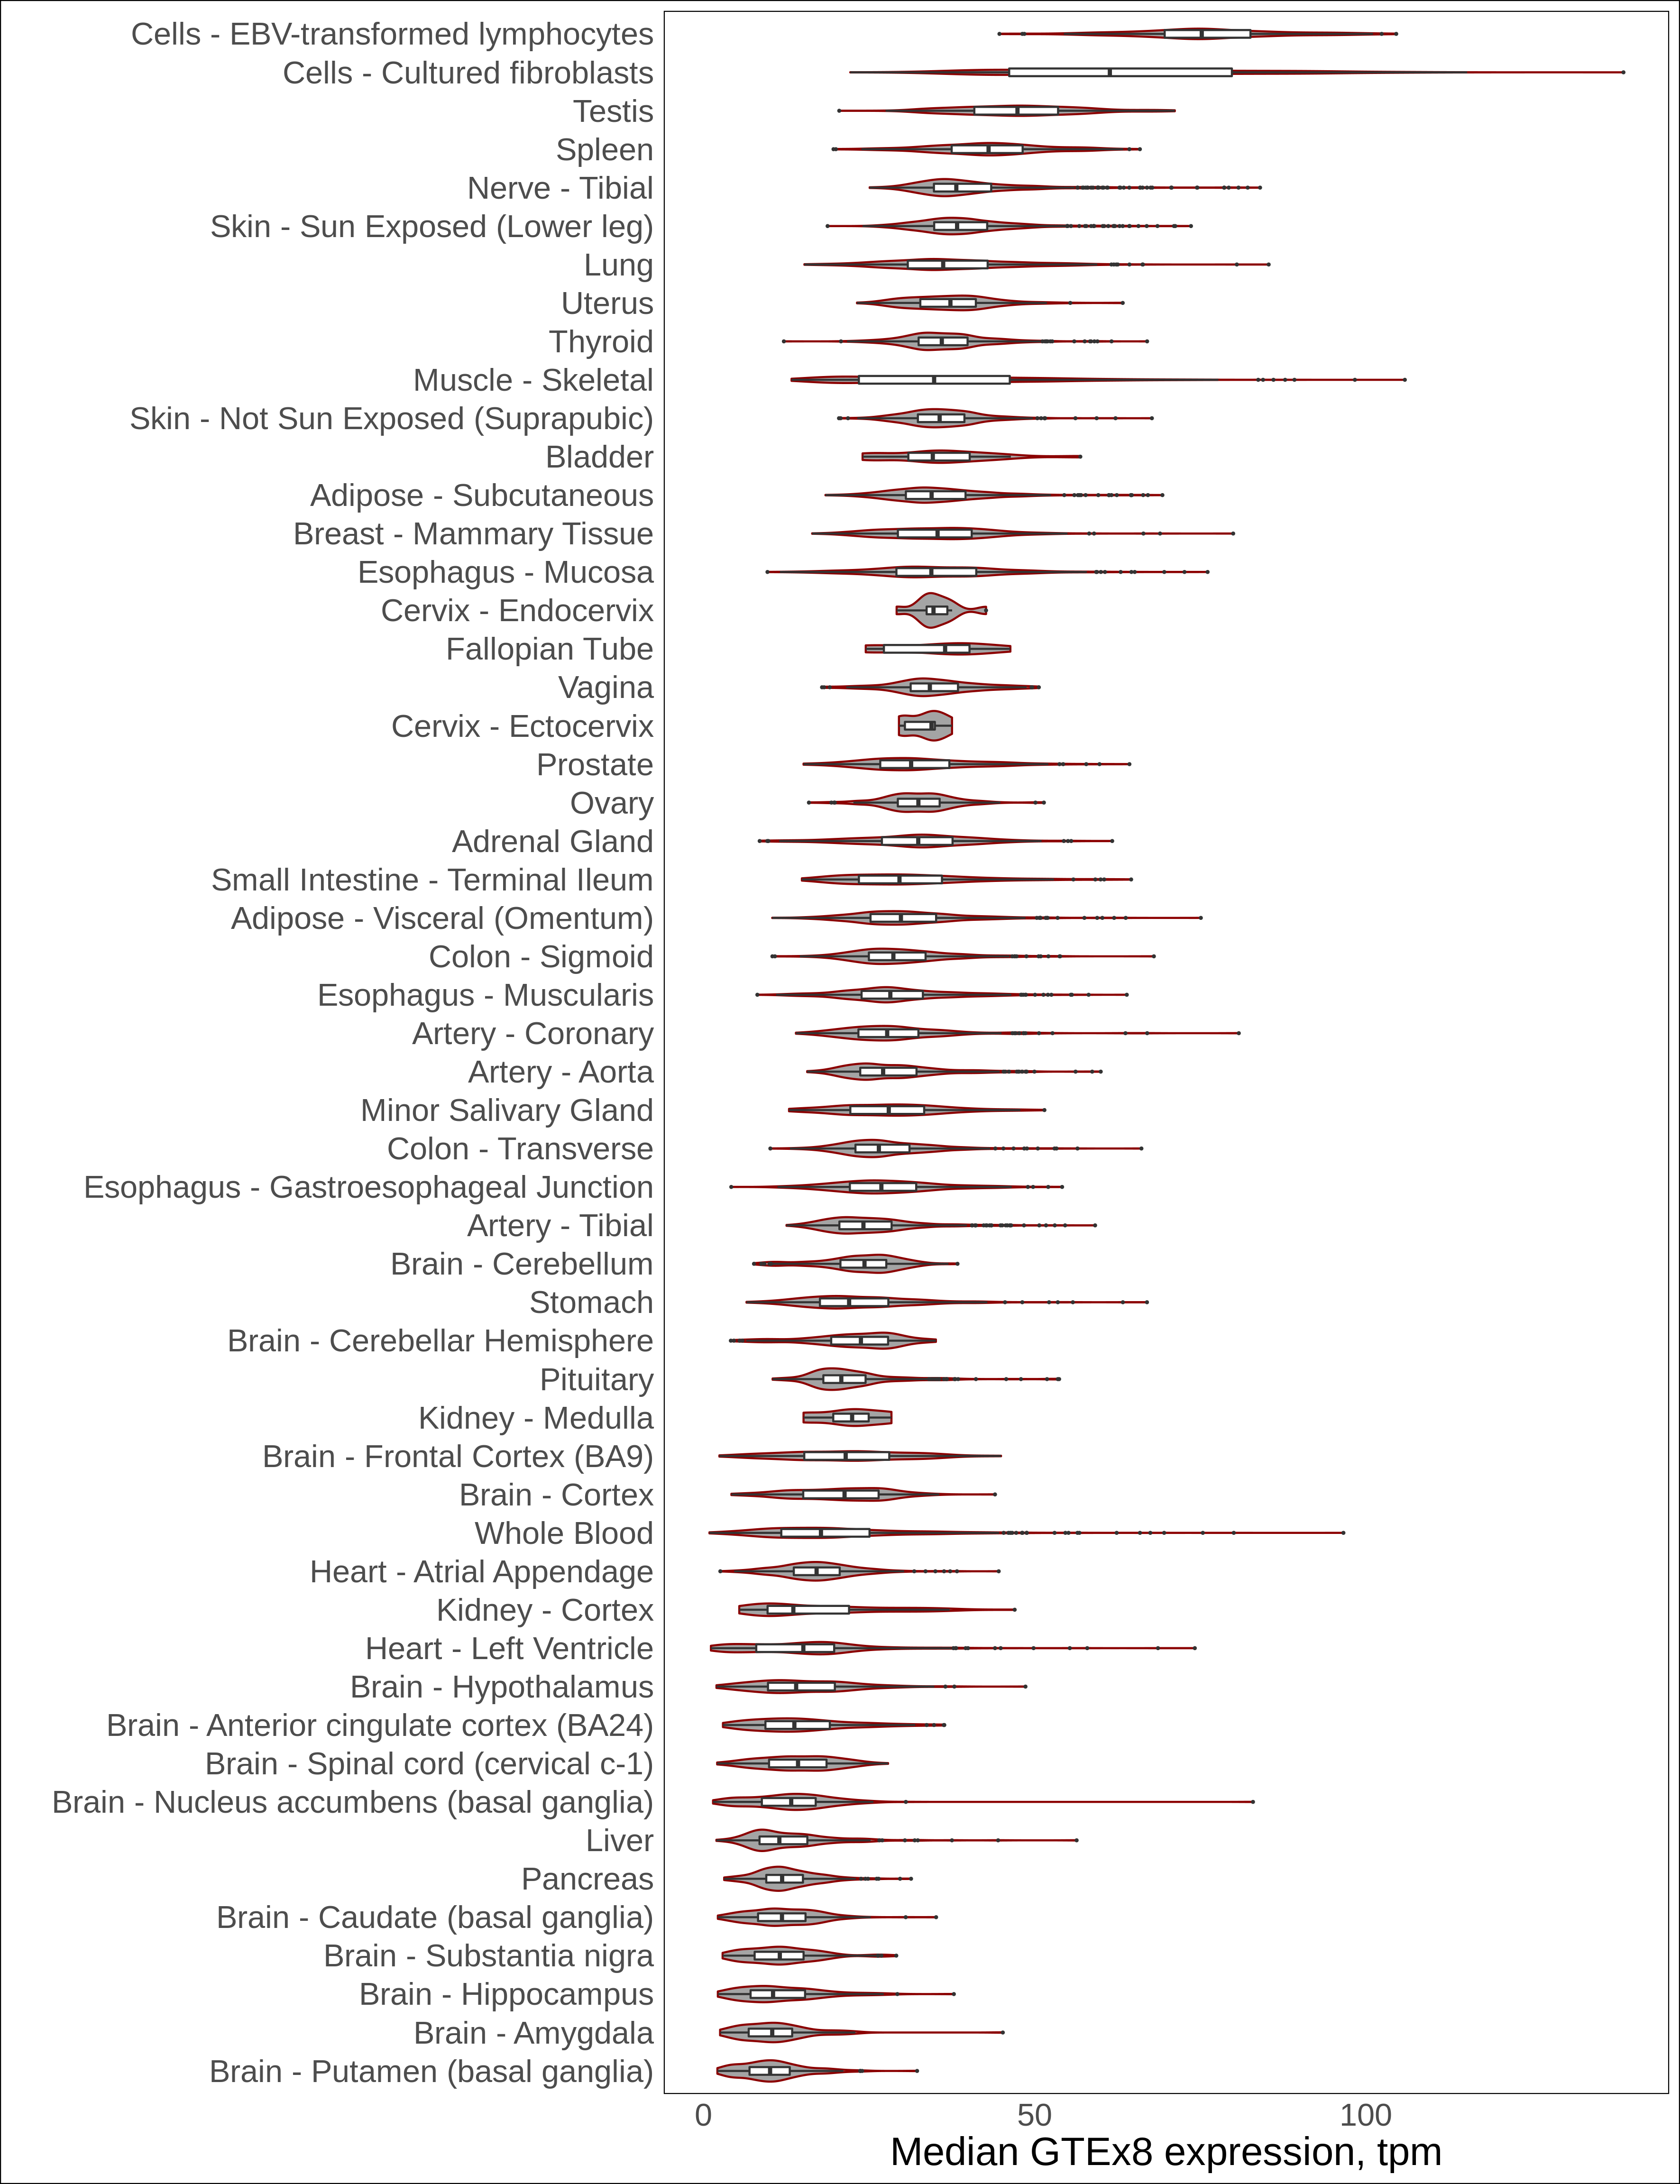 Cells - EBV-transformed lymphocytes
Cells - Cultured fibroblasts
Testis
Spleen
Nerve - Tibial
Skin - Sun Exposed (Lower leg)
Lung
Uterus
Thyroid
Muscle - Skeletal
Skin - Not Sun Exposed (Suprapubic)
Bladder
Adipose - Subcutaneous
Breast - Mammary Tissue
Esophagus - Mucosa
Cervix - Endocervix
Fallopian Tube
Vagina
Cervix - Ectocervix
Prostate
Ovary
Adrenal Gland
Small Intestine - Terminal Ileum
Adipose - Visceral (Omentum)
Colon - Sigmoid
Esophagus - Muscularis
Artery - Coronary
Artery - Aorta
Minor Salivary Gland
Colon - Transverse
Esophagus - Gastroesophageal Junction
Artery - Tibial
Brain - Cerebellum
Stomach
Brain - Cerebellar Hemisphere
Pituitary
Kidney - Medulla
Brain - Frontal Cortex (BA9)
Brain - Cortex
Whole Blood
Heart - Atrial Appendage
Kidney - Cortex
Heart - Left Ventricle
Brain - Hypothalamus
Brain - Anterior cingulate cortex (BA24)
Brain - Spinal cord (cervical c-1)
Brain - Nucleus accumbens (basal ganglia)
Liver
Pancreas
Brain - Caudate (basal ganglia)
Brain - Substantia nigra
Brain - Hippocampus
Brain - Amygdala
Brain - Putamen (basal ganglia)
0 50 100
Median GTEx8 expression, tpm